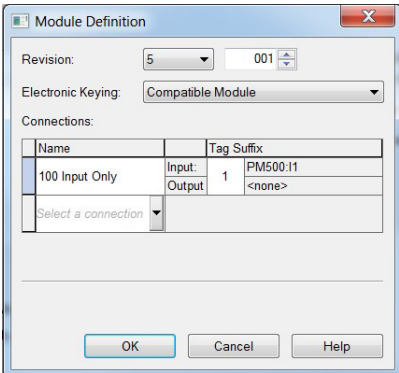 Module Definition
Revision: 5 001
Electronic Keying: Compatible Module
Connections:
Name Tag Suffix
100 Input Only Input: 1 PM500:I1
Output <none>
Select a connection
OK Cancel Help